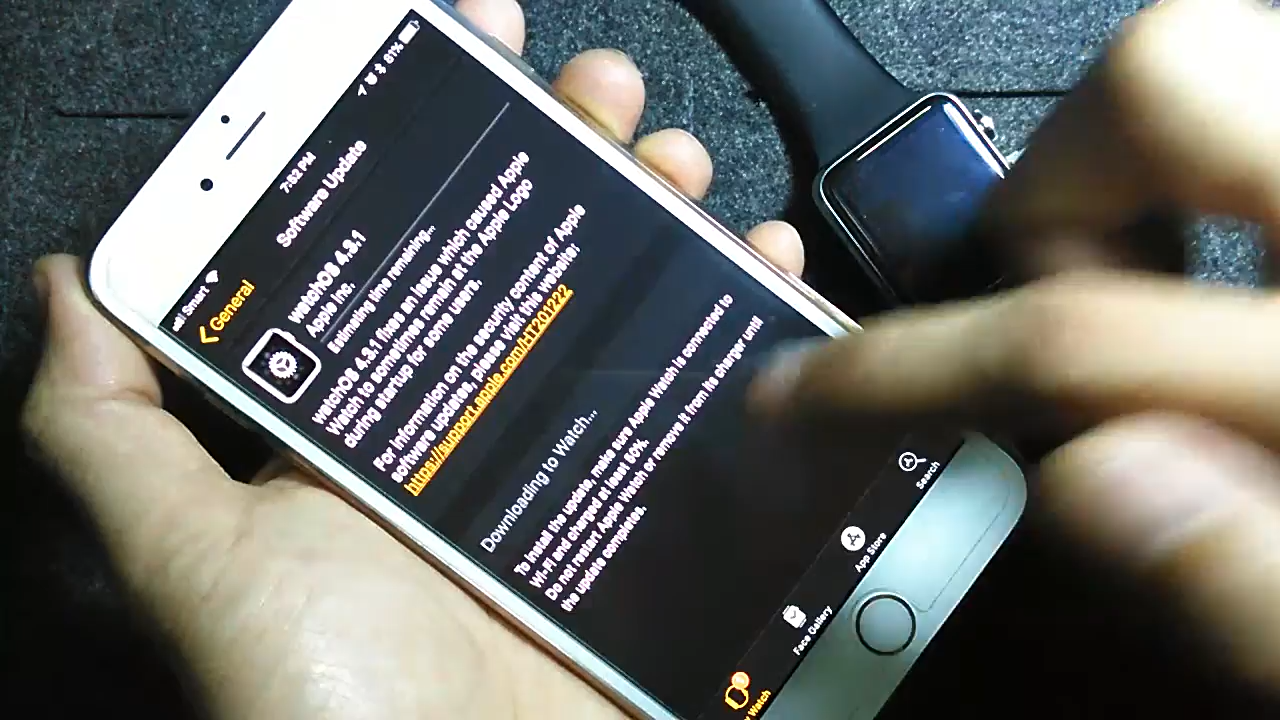 Smart
7:52 PM
81%
General
Software Update
watchOS 4.3.1
Apple Inc.
Estimating time remaining...
watchOS 4.3.1 fixes an issue which caused Apple
Watch to sometimes remain at the Apple Logo
during startup for some users.
For information on the security content of Apple
software updates, please visit this website:
https://support.apple.com/HT201222
Downloading to Watch...
To install the update, make sure Apple Watch is connected to
Wi-Fi and charged at least 50%.
Do not restart Apple Watch or remove it from its charger until
the update completes.
Watch
Face Gallery
App Store
Search